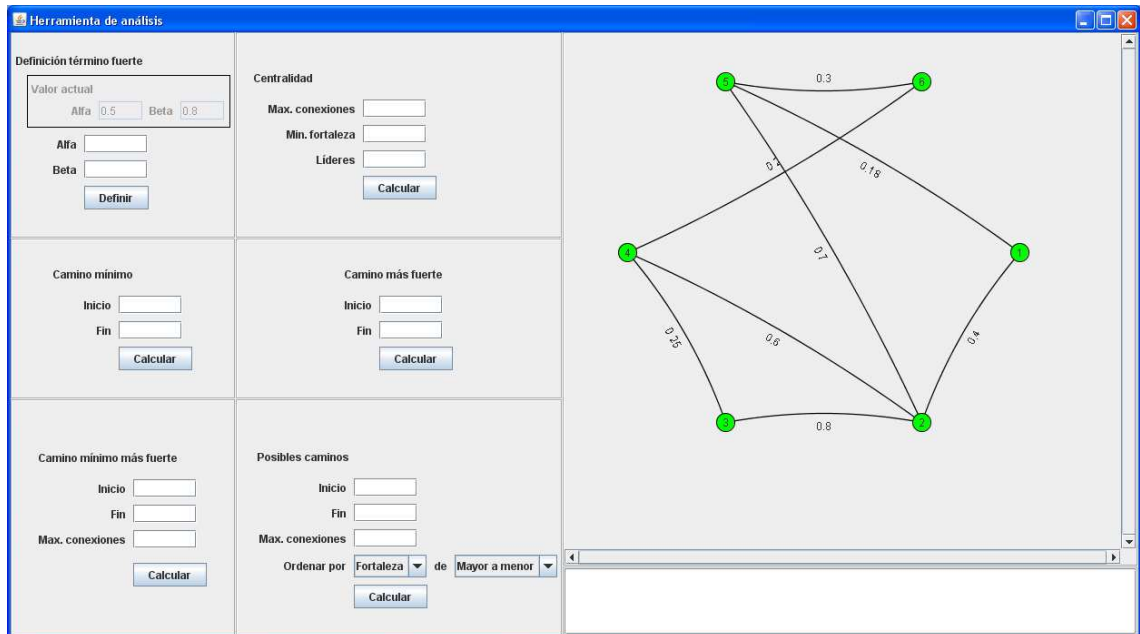 Herramienta de análisis
Definición término fuerte
Valor actual
Alfa 0.5 Beta 0.8
Alfa
Beta
Definir
Centralidad
Max. conexiones
Min. fortaleza
Líderes
Calcular
Camino mínimo
Inicio
Fin
Calcular
Camino más fuerte
Inicio
Fin
Calcular
Camino mínimo más fuerte
Inicio
Fin
Max. conexiones
Calcular
Posibles caminos
Inicio
Fin
Max. conexiones
Ordenar por Fortaleza de Mayor a menor
Calcular
5
0.3
6
0.18
4
0.7
1
0.25
0.6
0.4
3
0.8
2